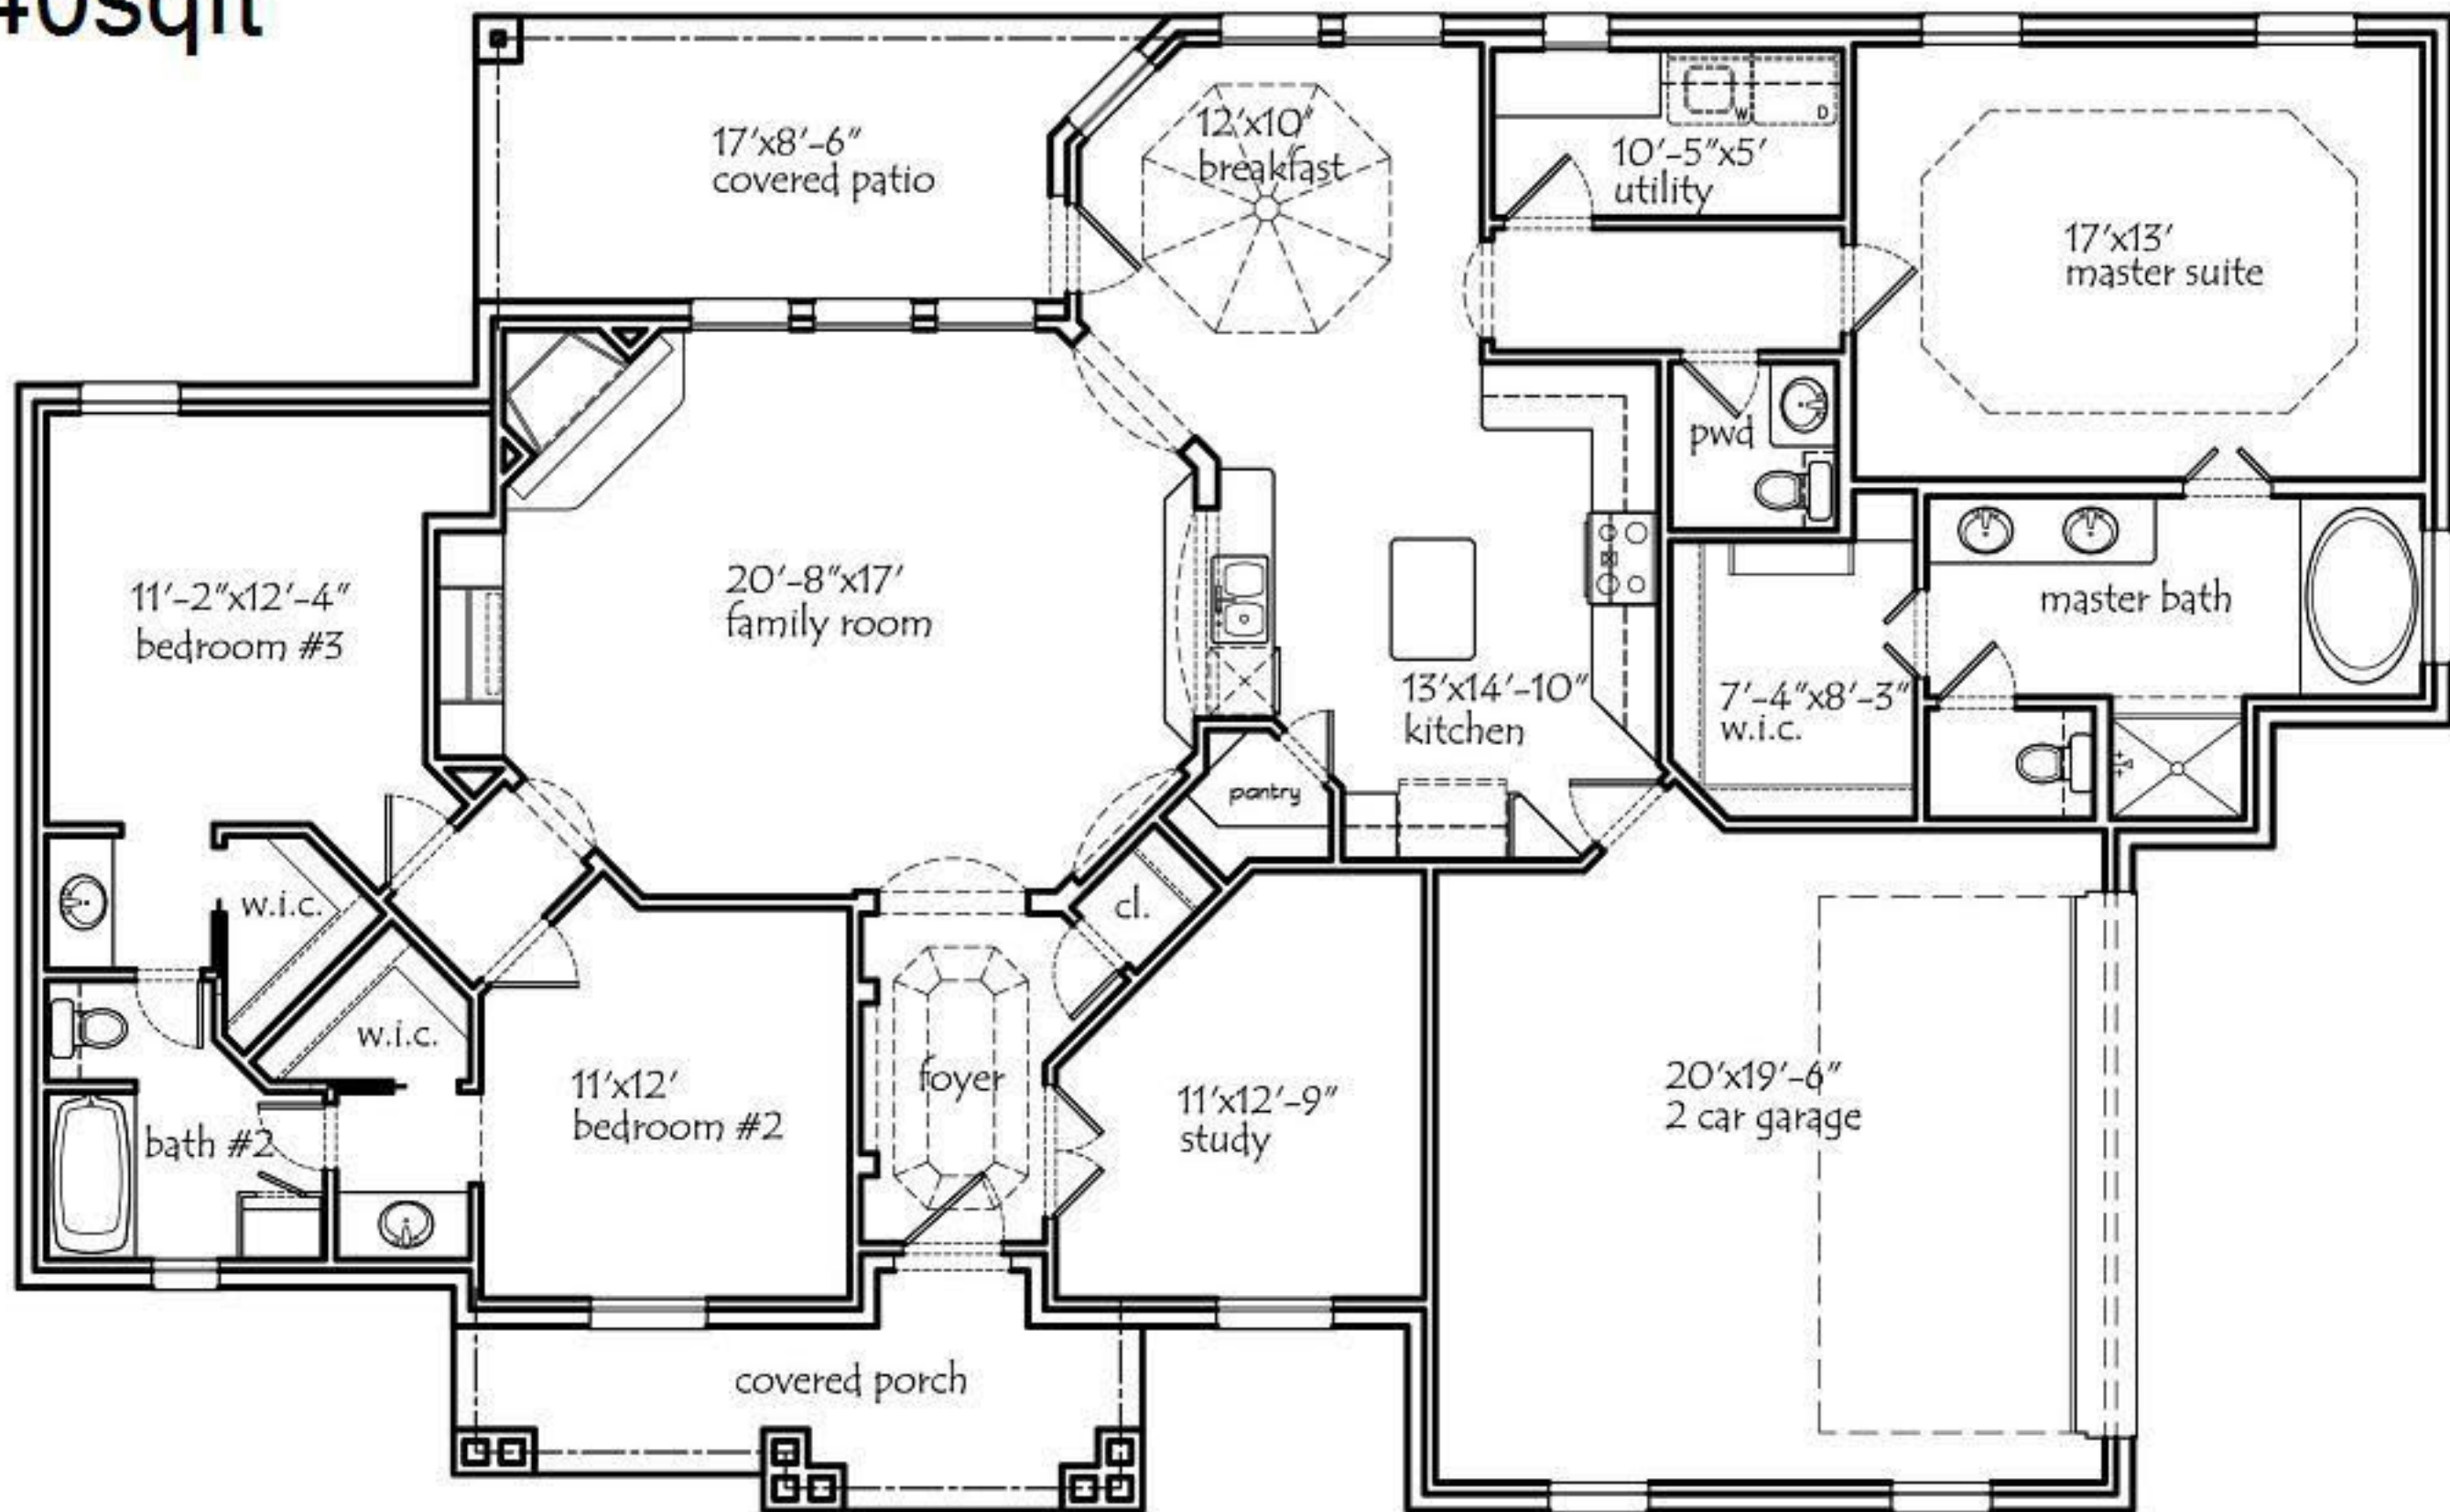 40sqft
17'x8'-6"
covered patio
12'x10"
breakfast
W
D
10'-5"x5'
utility
17'x13'
master suite
pwd
11'-2"x12'-4"
bedroom #3
20'-8"x17'
family room
master bath
13'x14'-10"
kitchen
7'-4"x8'-3"
w.i.c.
pantry
w.i.c.
cl.
w.i.c.
11'x12'
bedroom #2
foyer
11'x12'-9"
study
20'x19'-6"
2 car garage
bath #2
covered porch